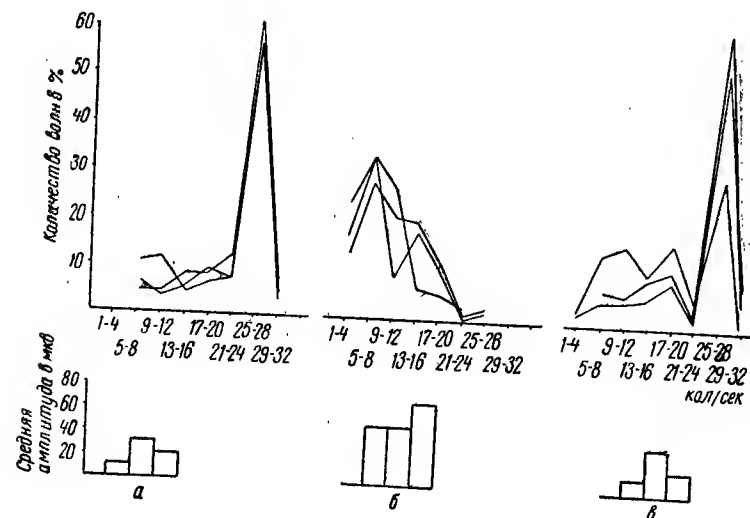 Количество волн в %
60
50
40
30
20
10
1-4 9-12 17-20 25-28
5-8 13-16 21-24 29-32
1-4 9-12 17-20 25-28
5-8 13-16 21-24 29-32
1-4 9-12 17-20 25-28
5-8 13-16 21-24 29-32
кол/сек
Средняя
амплитуда в мкв
80
60
40
20
а
б
в